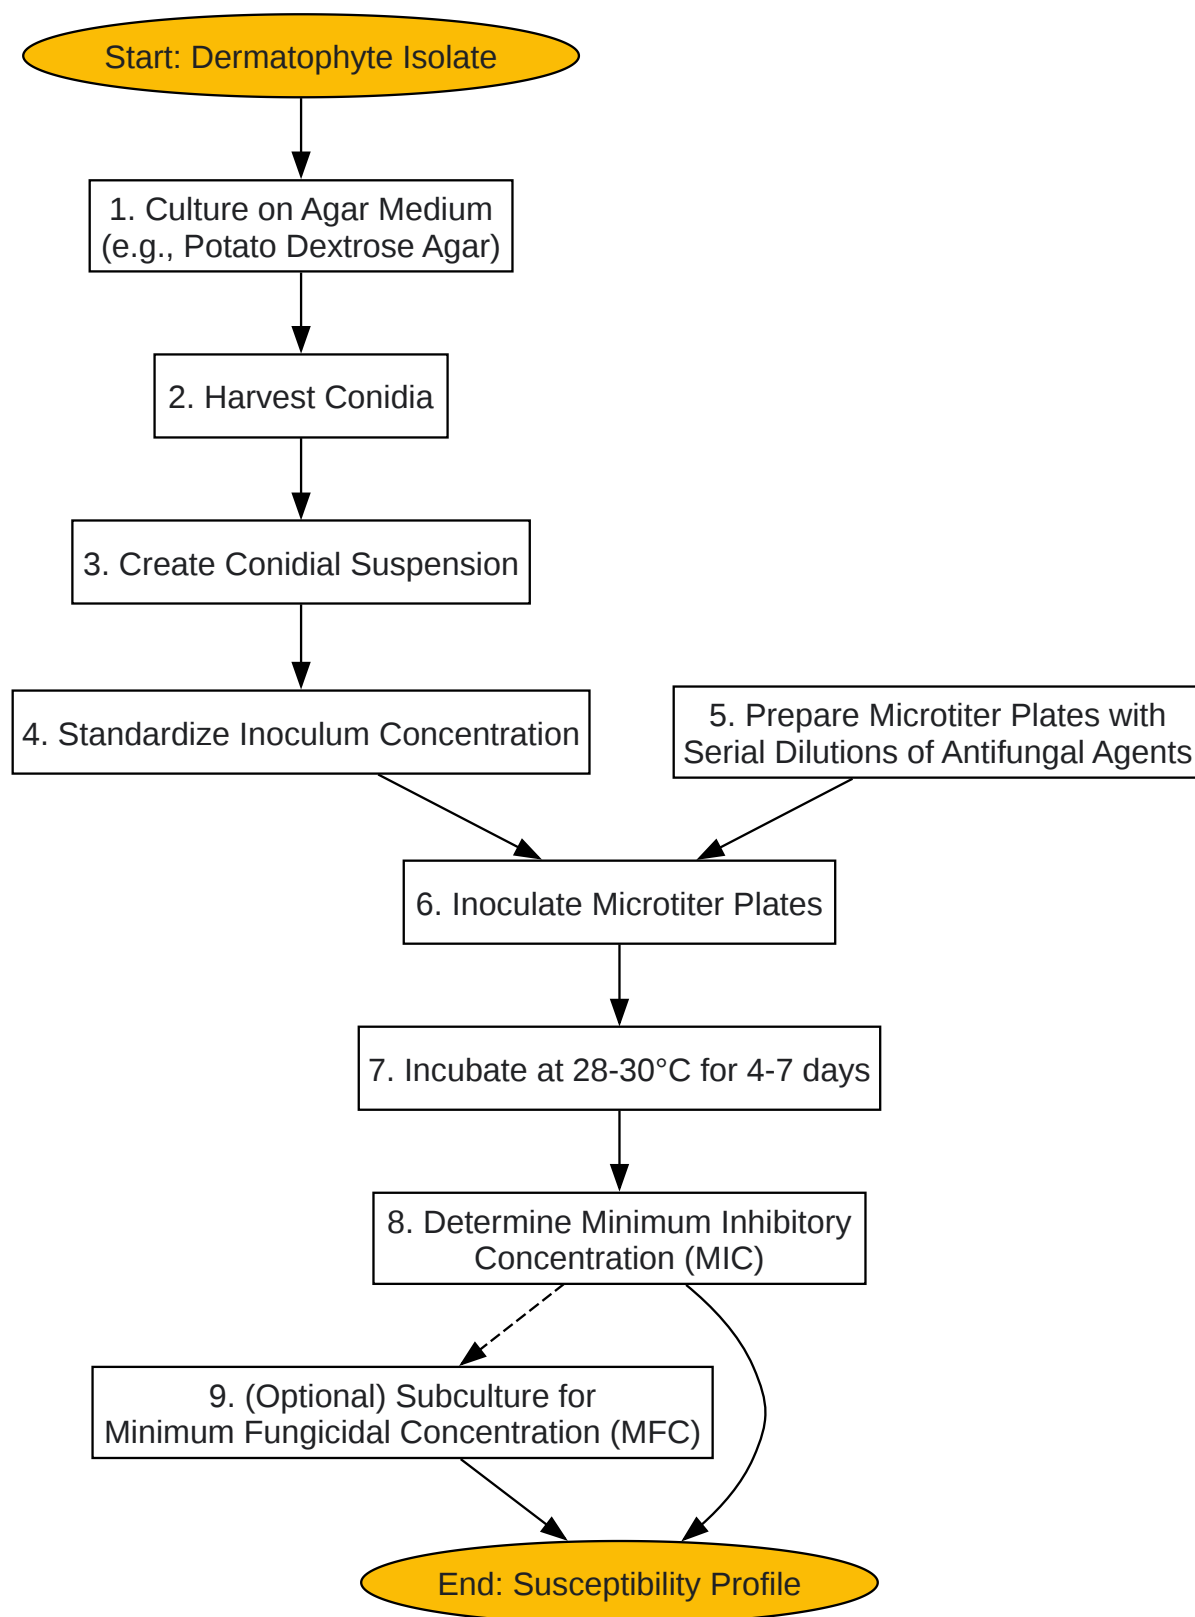 Start: Dermatophyte Isolate
1. Culture on Agar Medium
(e.g., Potato Dextrose Agar)
2. Harvest Conidia
3. Create Conidial Suspension
4. Standardize Inoculum Concentration
5. Prepare Microtiter Plates with
Serial Dilutions of Antifungal Agents
6. Inoculate Microtiter Plates
7. Incubate at 28-30°C for 4-7 days
8. Determine Minimum Inhibitory
Concentration (MIC)
9. (Optional) Subculture for
Minimum Fungicidal Concentration (MFC)
End: Susceptibility Profile